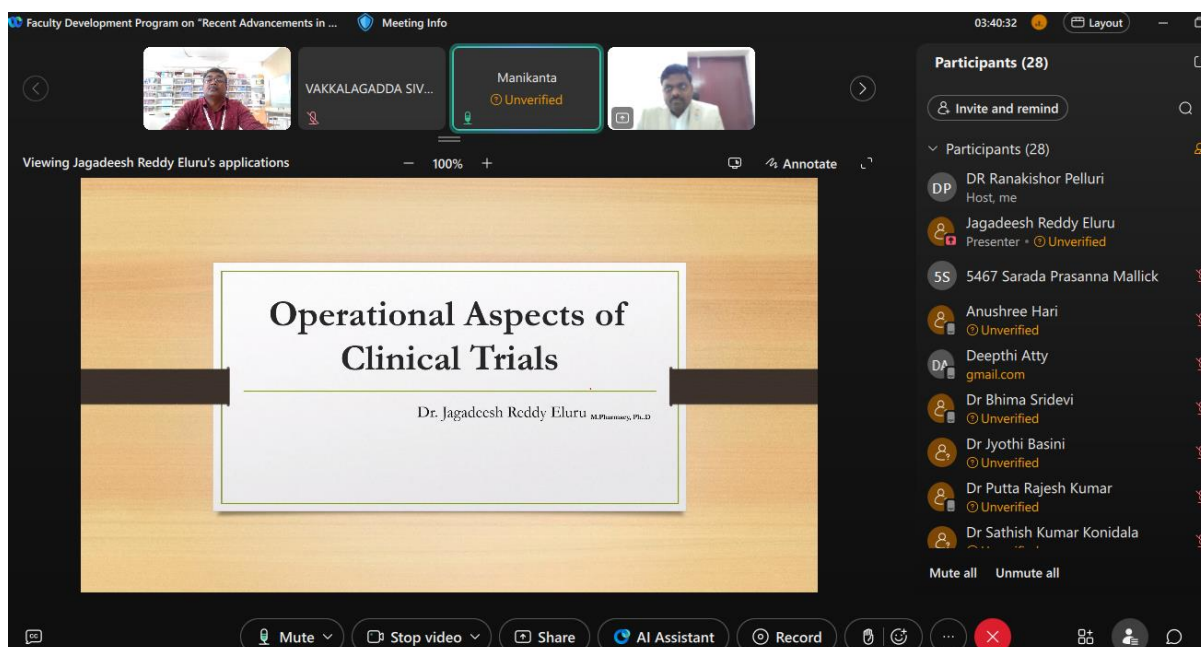 Faculty Development Program on "Recent Advancements in ...
Meeting Info
03:40:32
Layout
VAKKALAGADDA SIV...
Manikanta
Unverified
Viewing Jagadeesh Reddy Eluru's applications
100%
Annotate
Operational Aspects of
Clinical Trials
Dr. Jagadeesh Reddy Eluru M.Pharmacy, Ph.D
Participants (28)
Invite and remind
Participants (28)
DP
DR Ranakishor Pelluri
Host, me
Jagadeesh Reddy Eluru
Presenter • Unverified
5S
5467 Sarada Prasanna Mallick
Anushree Hari
Unverified
DA
Deepthi Atty
gmail.com
Dr Bhima Sridevi
Unverified
Dr Jyothi Basini
Unverified
Dr Putta Rajesh Kumar
Unverified
Dr Sathish Kumar Konidala
Mute all
Unmute all
CC
Mute
Stop video
Share
AI Assistant
Record